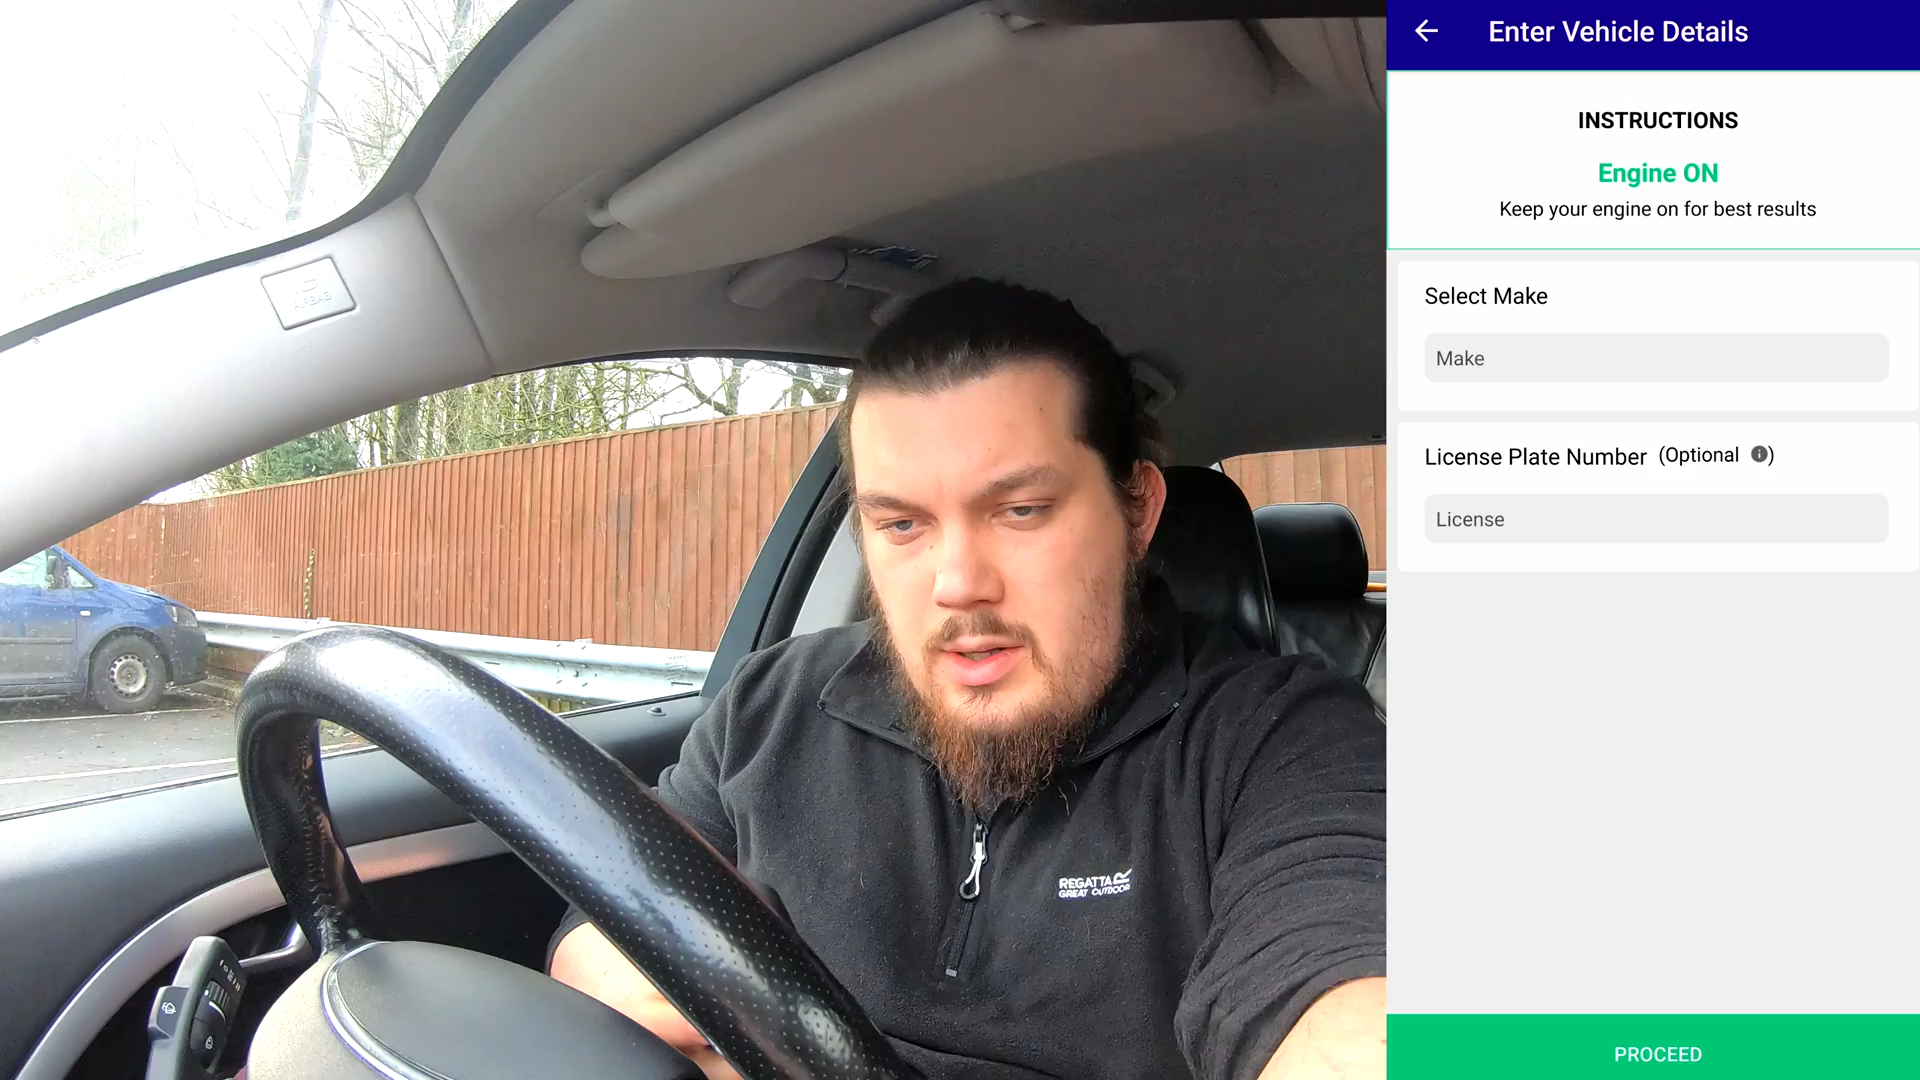 AIRBAG
REGATTA
GREAT OUTDOORS
Enter Vehicle Details
INSTRUCTIONS
Engine ON
Keep your engine on for best results
Select Make
Make
License Plate Number (Optional i)
License
PROCEED